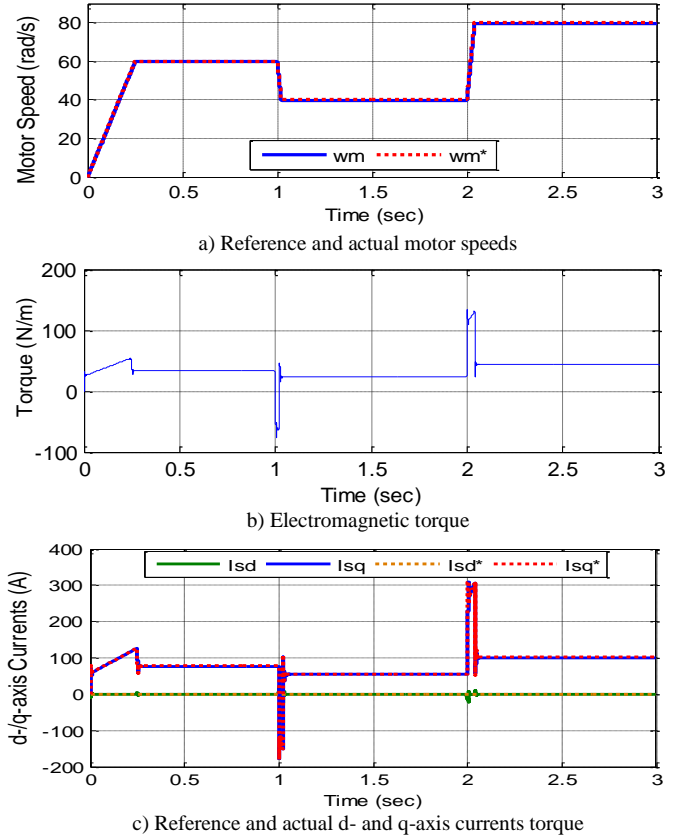 80
60
40
20
0
Motor Speed (rad/s)
wm wm*
0 0.5 1 1.5 2 2.5 3
Time (sec)
a) Reference and actual motor speeds
200
100
0
-100
Torque (N/m)
0 0.5 1 1.5 2 2.5 3
Time (sec)
b) Electromagnetic torque
400
300
200
100
0
-100
-200
d-/q-axis Currents (A)
Isd Isq Isd* Isq*
0 0.5 1 1.5 2 2.5 3
Time (sec)
c) Reference and actual d- and q-axis currents torque